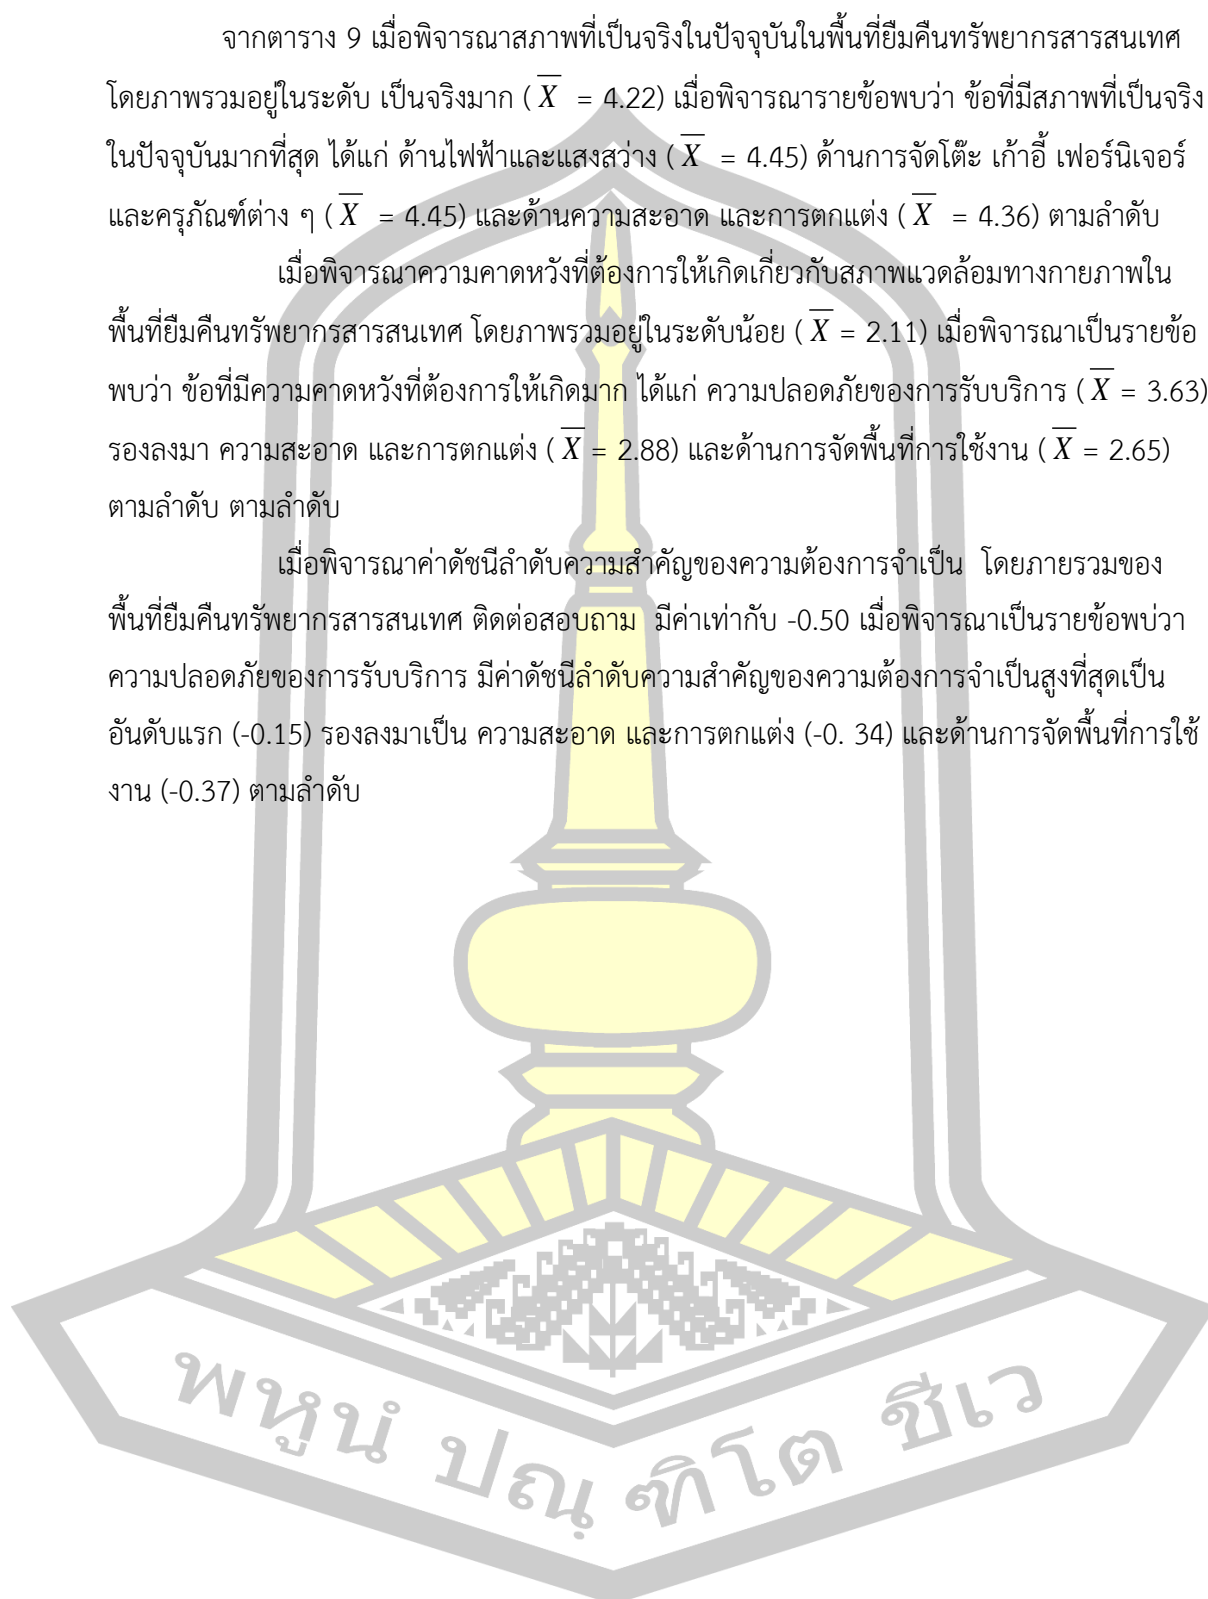 จากตาราง 9 เมื่อพิจารณาสภาพที่เป็นจริงในปัจจุบันในพื้นที่ยืมคืนทรัพยากรสารสนเทศ
โดยภาพรวมอยู่ในระดับ เป็นจริงมาก ( X̅ = 4.22) เมื่อพิจารณารายข้อพบว่า ข้อที่มีสภาพที่เป็นจริง
ในปัจจุบันมากที่สุด ได้แก่ ด้านไฟฟ้าและแสงสว่าง ( X̅ = 4.45) ด้านการจัดโต๊ะ เก้าอี้ เฟอร์นิเจอร์
และครุภัณฑ์ต่าง ๆ ( X̅ = 4.45) และด้านความสะอาด และการตกแต่ง ( X̅ = 4.36) ตามลำดับ
เมื่อพิจารณาความคาดหวังที่ต้องการให้เกิดเกี่ยวกับสภาพแวดล้อมทางกายภาพใน
พื้นที่ยืมคืนทรัพยากรสารสนเทศ โดยภาพรวมอยู่ในระดับน้อย ( X̅ = 2.11) เมื่อพิจารณาเป็นรายข้อ
พบว่า ข้อที่มีความคาดหวังที่ต้องการให้เกิดมาก ได้แก่ ความปลอดภัยของการรับบริการ ( X̅ = 3.63)
รองลงมา ความสะอาด และการตกแต่ง ( X̅ = 2.88) และด้านการจัดพื้นที่การใช้งาน ( X̅ = 2.65)
ตามลำดับ ตามลำดับ
เมื่อพิจารณาค่าดัชนีลำดับความสำคัญของความต้องการจำเป็น โดยภายรวมของ
พื้นที่ยืมคืนทรัพยากรสารสนเทศ ติดต่อสอบถาม มีค่าเท่ากับ -0.50 เมื่อพิจารณาเป็นรายข้อพบ่วา
ความปลอดภัยของการรับบริการ มีค่าดัชนีลำดับความสำคัญของความต้องการจำเป็นสูงที่สุดเป็น
อันดับแรก (-0.15) รองลงมาเป็น ความสะอาด และการตกแต่ง (-0. 34) และด้านการจัดพื้นที่การใช้
งาน (-0.37) ตามลำดับ
พหูนํ ปณฺฑิโต ชีเว